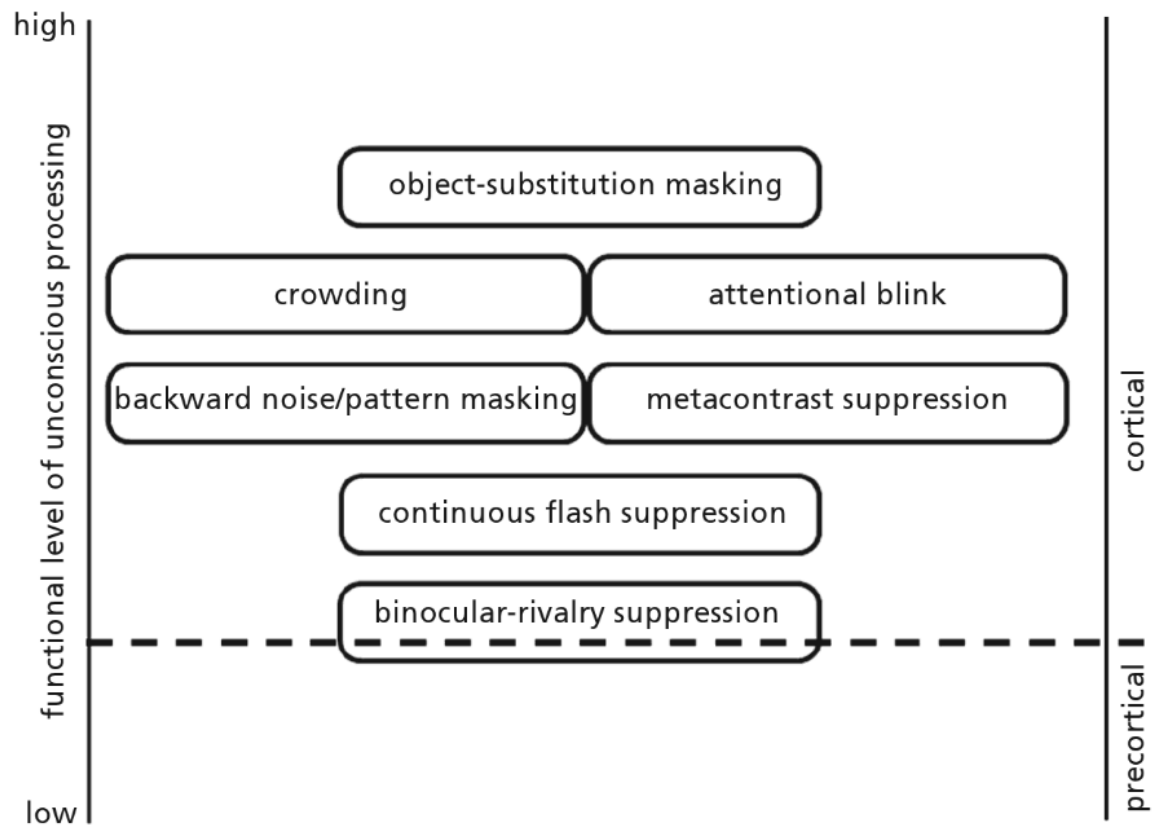 high
functional level of unconscious processing
object-substitution masking
crowding
attentional blink
backward noise/pattern masking
metacontrast suppression
continuous flash suppression
binocular-rivalry suppression
cortical
precortical
low